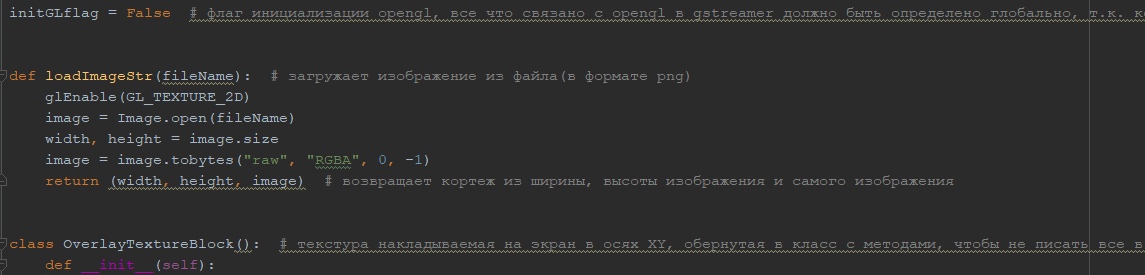 initGLflag = False  # флаг инициализации opengl, все что связано с opengl в gstreamer должно быть определено глобально, т.к.
def loadImageStr(fileName):  # загружает изображение из файла(в формате png)
    glEnable(GL_TEXTURE_2D)
    image = Image.open(fileName)
    width, height = image.size
    image = image.tobytes("raw", "RGBA", 0, -1)
    return (width, height, image)  # возвращает кортеж из ширины, высоты изображения и самого изображения
class OverlayTextureBlock():  # текстура накладываемая на экран в осях XY, обернутая в класс с методами, чтобы не писать все в
    def __init__(self):